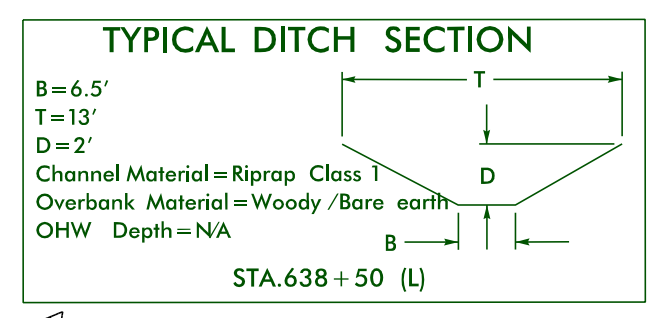 TYPICAL DITCH SECTION
T
B=6.5'
T=13'
D=2'
Channel Material=Riprap Class 1
D
Overbank Material=Woody /Bare earth
OHW Depth=N/A
B
STA.638+50 (L)